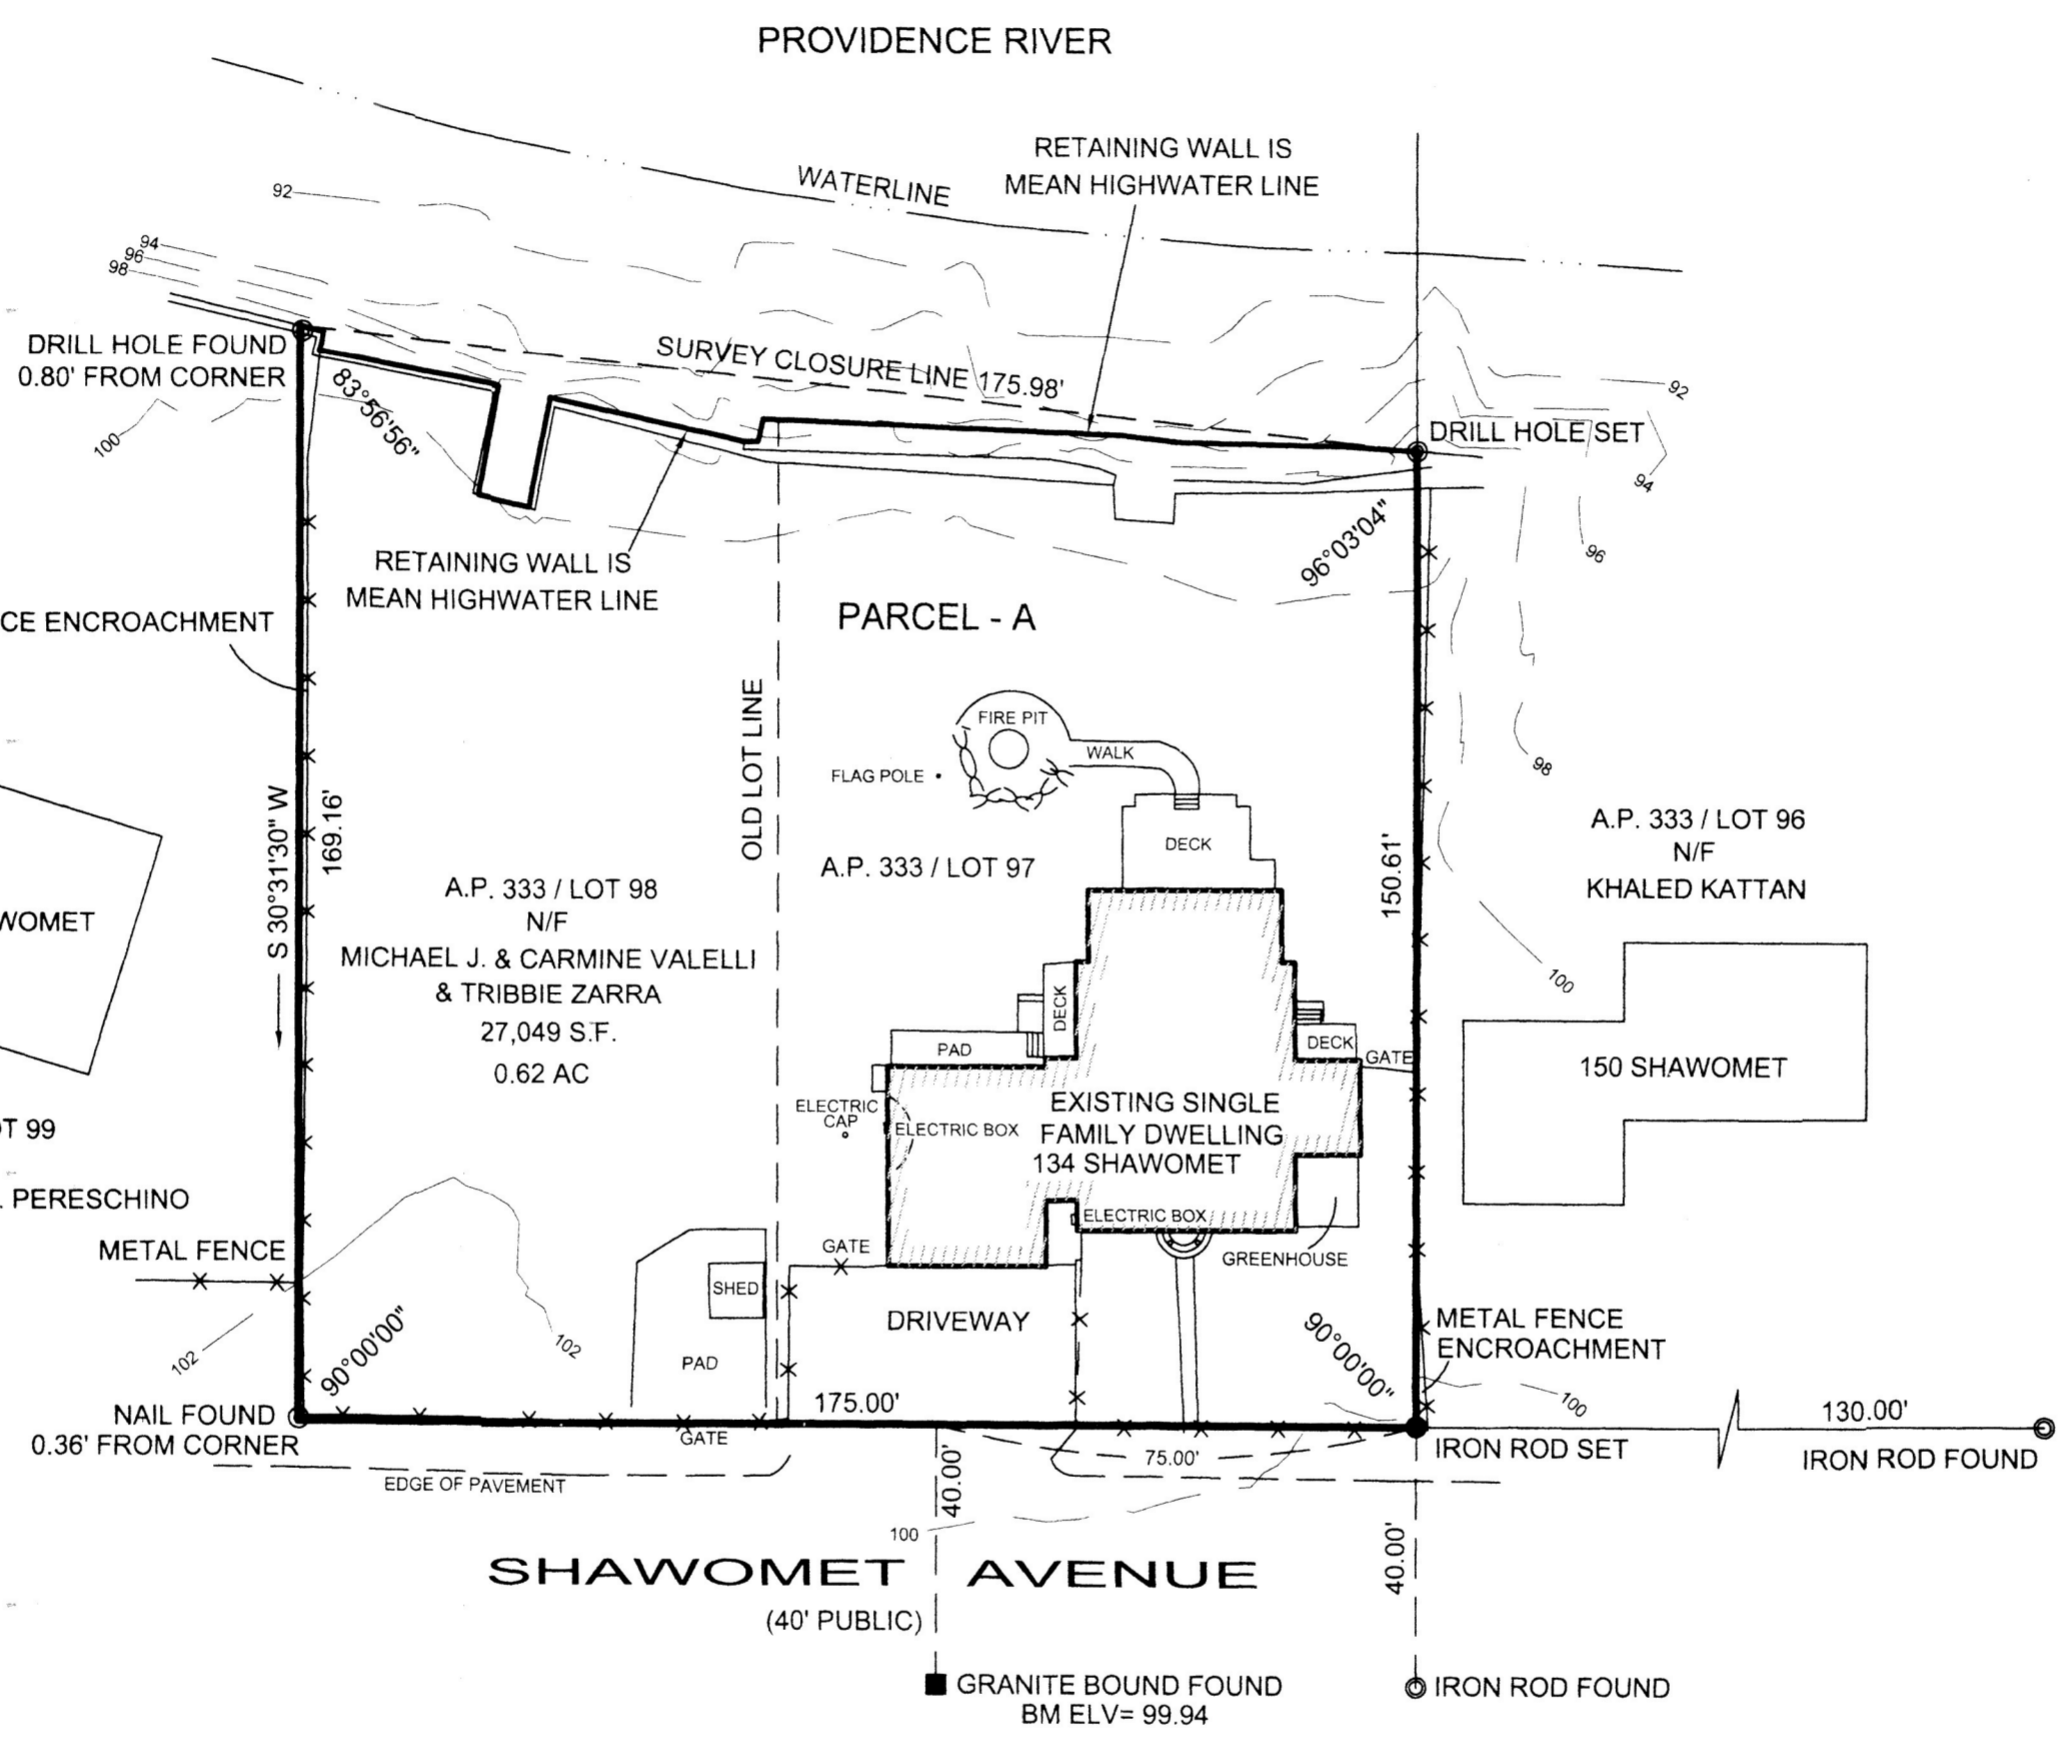 PROVIDENCE RIVER
RETAINING WALL IS
MEAN HIGHWATER LINE
WATERLINE
92
94
96
98
DRILL HOLE FOUND
0.80' FROM CORNER
SURVEY CLOSURE LINE 175.98'
83°56'56"
92
DRILL HOLE SET
100
94
96°03'04"
96
RETAINING WALL IS
MEAN HIGHWATER LINE
CE ENCROACHMENT
PARCEL - A
OLD LOT LINE
FIRE PIT
WALK
FLAG POLE
98
DECK
S 30°31'30" W
169.16'
150.61'
A.P. 333 / LOT 96
N/F
KHALED KATTAN
A.P. 333 / LOT 97
A.P. 333 / LOT 98
N/F
MICHAEL J. & CARMINE VALELLI
& TRIBBIE ZARRA
27,049 S.F.
0.62 AC
WOMET
DECK
100
PAD
DECK
GATE
150 SHAWOMET
ELECTRIC
CAP
ELECTRIC BOX
EXISTING SINGLE
FAMILY DWELLING
134 SHAWOMET
OT 99
. PERESCHINO
ELECTRIC BOX
METAL FENCE
GATE
GREENHOUSE
SHED
DRIVEWAY
METAL FENCE
ENCROACHMENT
102
102
PAD
90°00'00"
90°00'00"
100
NAIL FOUND
0.36' FROM CORNER
175.00'
GATE
130.00'
IRON ROD SET
IRON ROD FOUND
75.00'
EDGE OF PAVEMENT
40.00'
100
40.00'
SHAWOMET AVENUE
(40' PUBLIC)
GRANITE BOUND FOUND
BM ELV= 99.94
IRON ROD FOUND